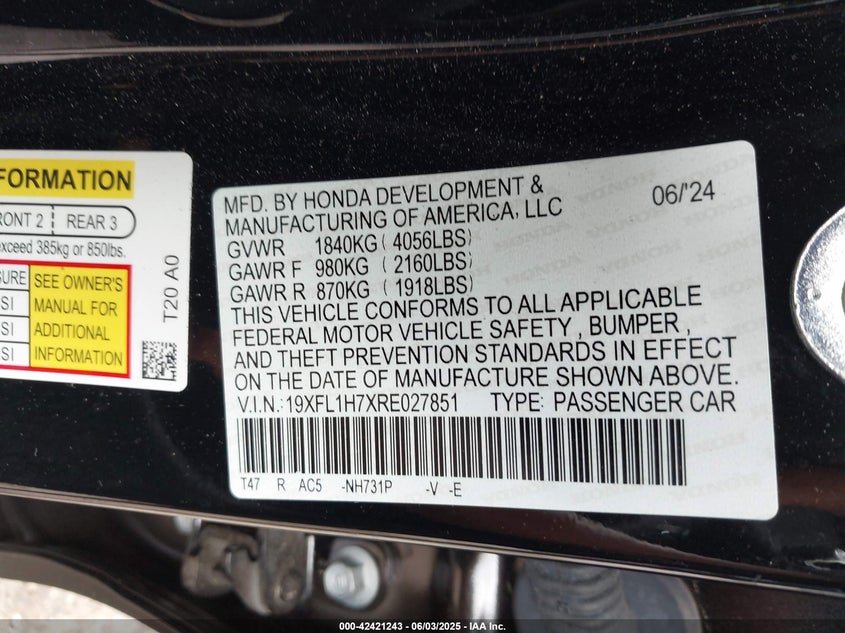 FORMATION
FRONT 2 REAR 3
exceed 385kg or 850lbs.
SURE SEE OWNER'S
SI MANUAL FOR
SI ADDITIONAL
SI INFORMATION
T20 A0
MFD. BY HONDA DEVELOPMENT & 06/'24
MANUFACTURING OF AMERICA, LLC
GVWR 1840KG (4056LBS)
GAWR F 980KG (2160LBS)
GAWR R 870KG (1918LBS)
THIS VEHICLE CONFORMS TO ALL APPLICABLE
FEDERAL MOTOR VEHICLE SAFETY, BUMPER,
AND THEFT PREVENTION STANDARDS IN EFFECT
ON THE DATE OF MANUFACTURE SHOWN ABOVE.
V.I.N.:19XFL1H7XRE027851 TYPE: PASSENGER CAR
T47 R AC5 -NH731P -V -E
000-42421243 - 06/03/2025 - IAA Inc.